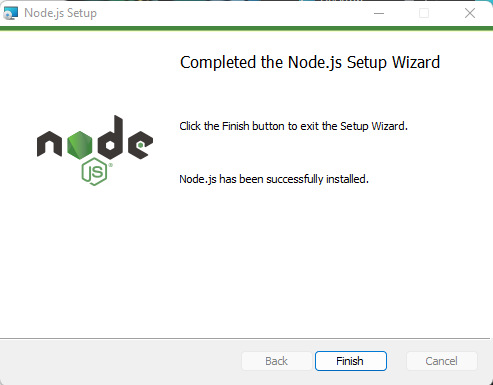 Node.js Setup
Completed the Node.js Setup Wizard
node
JS
®
Click the Finish button to exit the Setup Wizard.
Node.js has been successfully installed.
Back
Finish
Cancel